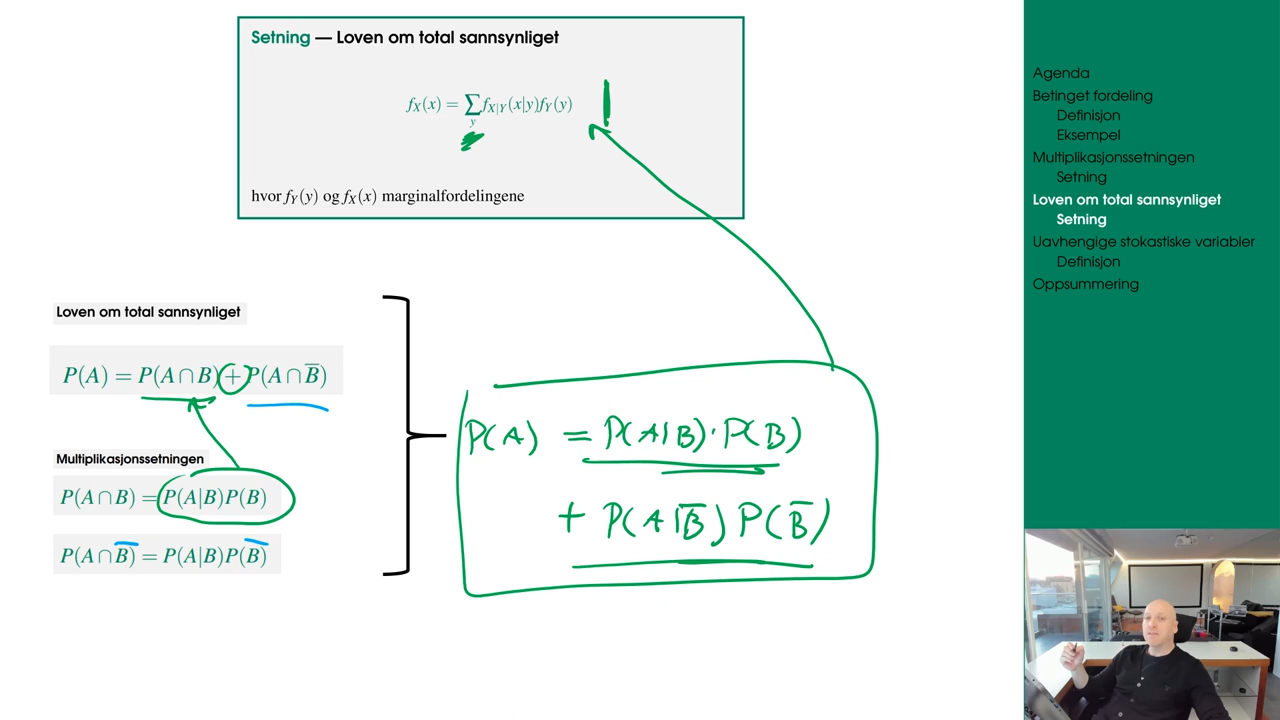 Setning — Loven om total sannsynliget
f_X(x) = ∑_y f_{X|Y}(x|y) f_Y(y)
hvor f_Y(y) og f_X(x) marginalfordelingene
Loven om total sannsynliget
P(A) = P(A ∩ B) + P(A ∩ B̅)
Multiplikasjonssetningen
P(A ∩ B) = P(A|B)P(B)
P(A ∩ B̅) = P(A|B)P(B̅)
P(A) = P(A|B)·P(B)
+ P(A|B̅) P(B̅)
Agenda
Betinget fordeling
Definisjon
Eksempel
Multiplikasjonssetningen
Setning
Loven om total sannsynliget
Setning
Uavhengige stokastiske variabler
Definisjon
Oppsummering